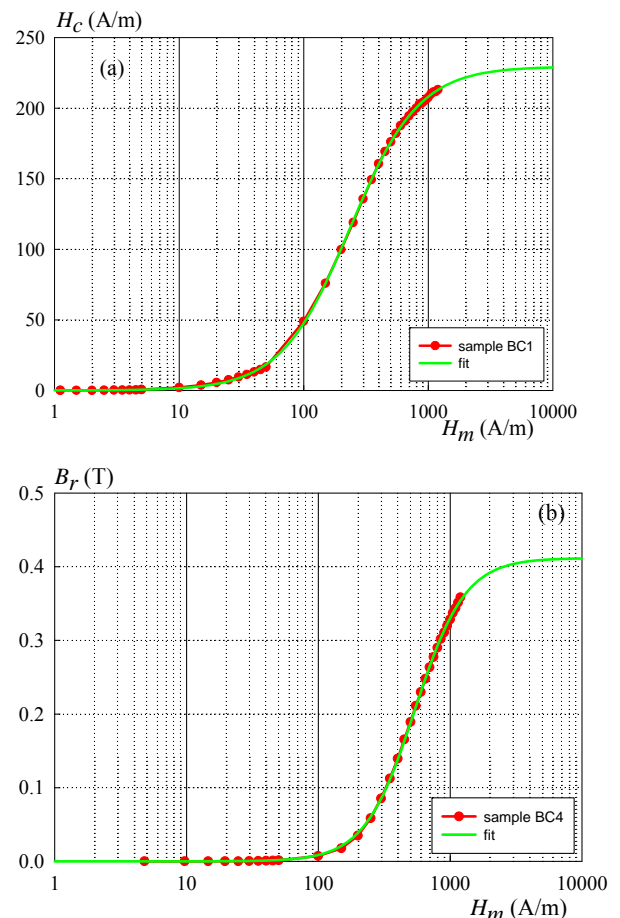 H_c (A/m)
250
(a)
200
150
100
50
sample BC1
fit
0
1 10 100 1000 10000
H_m (A/m)
B_r (T)
0.5
(b)
0.4
0.3
0.2
0.1
sample BC4
fit
0.0
1 10 100 1000 10000
H_m (A/m)